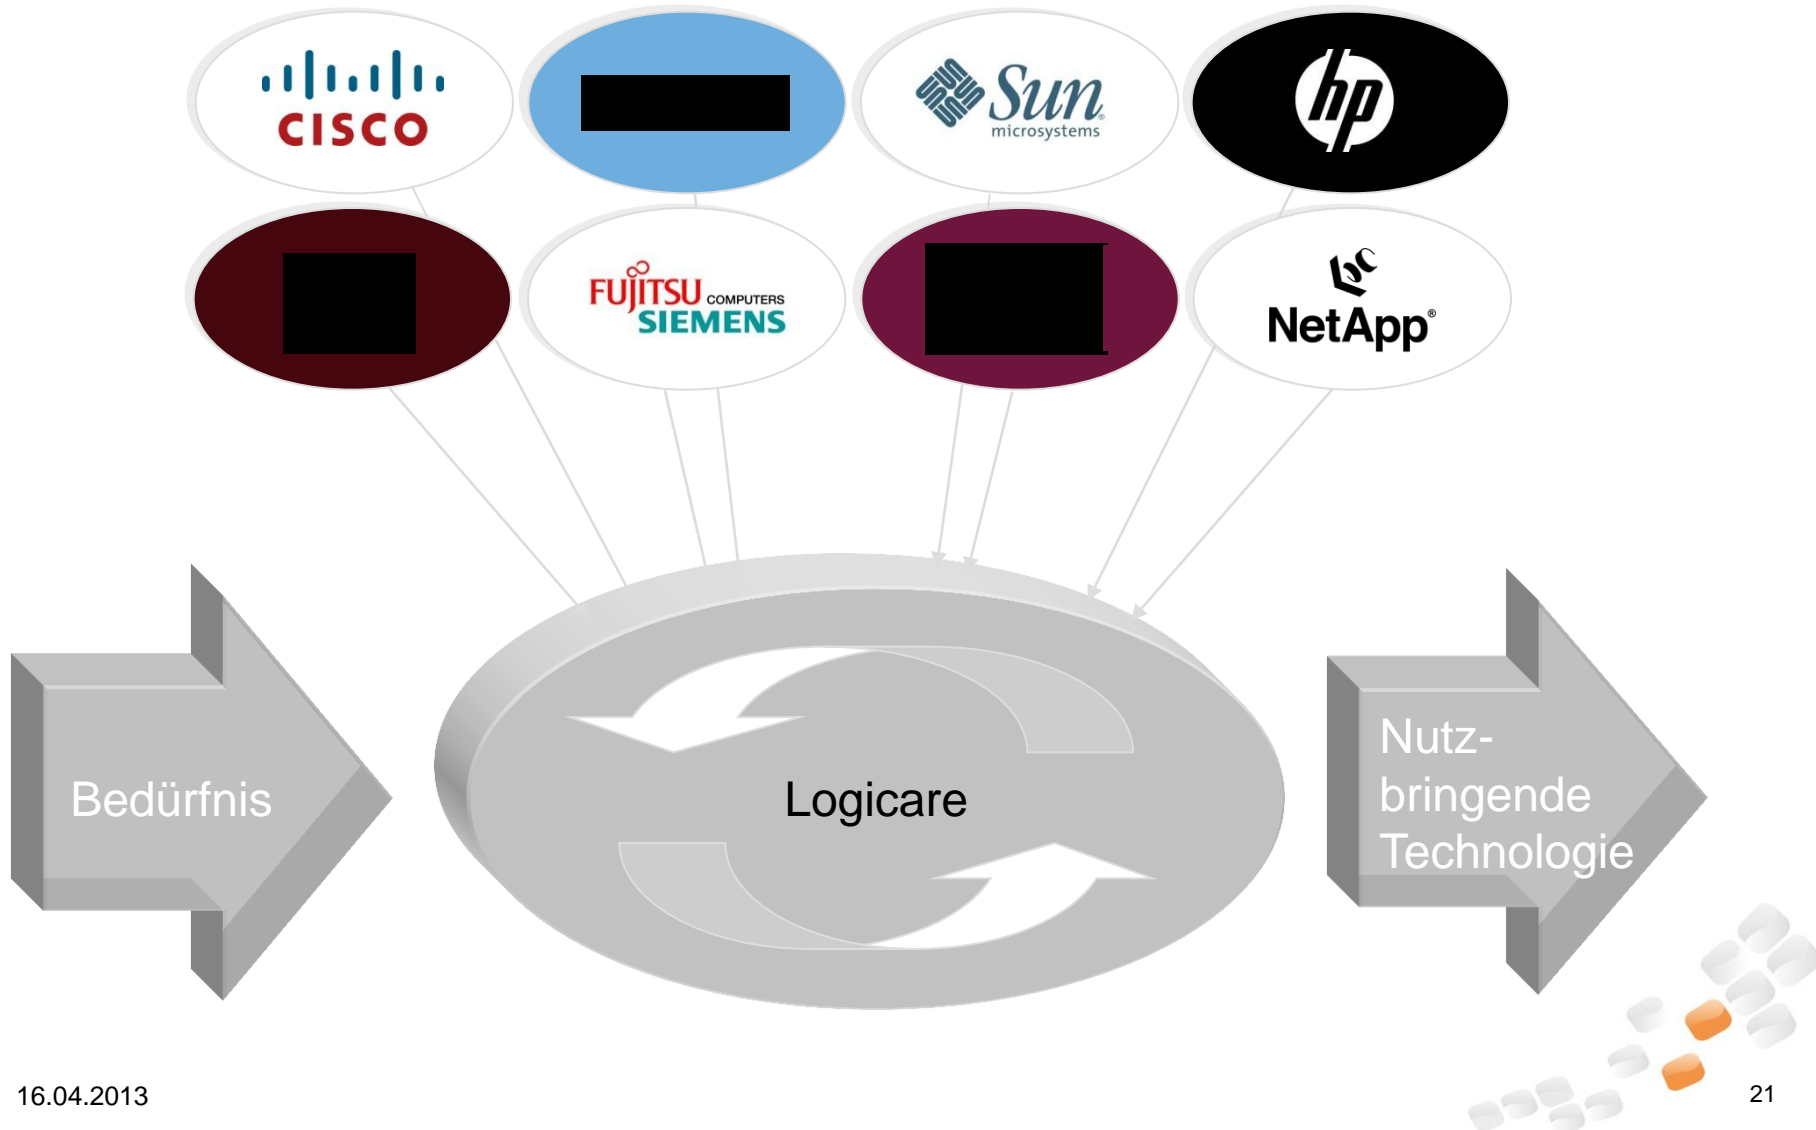 CISCO
Sun
microsystems
hp
FUJITSU COMPUTERS
SIEMENS
NetApp®
Bedürfnis
Logicare
Nutz-
bringende
Technologie
16.04.2013
21